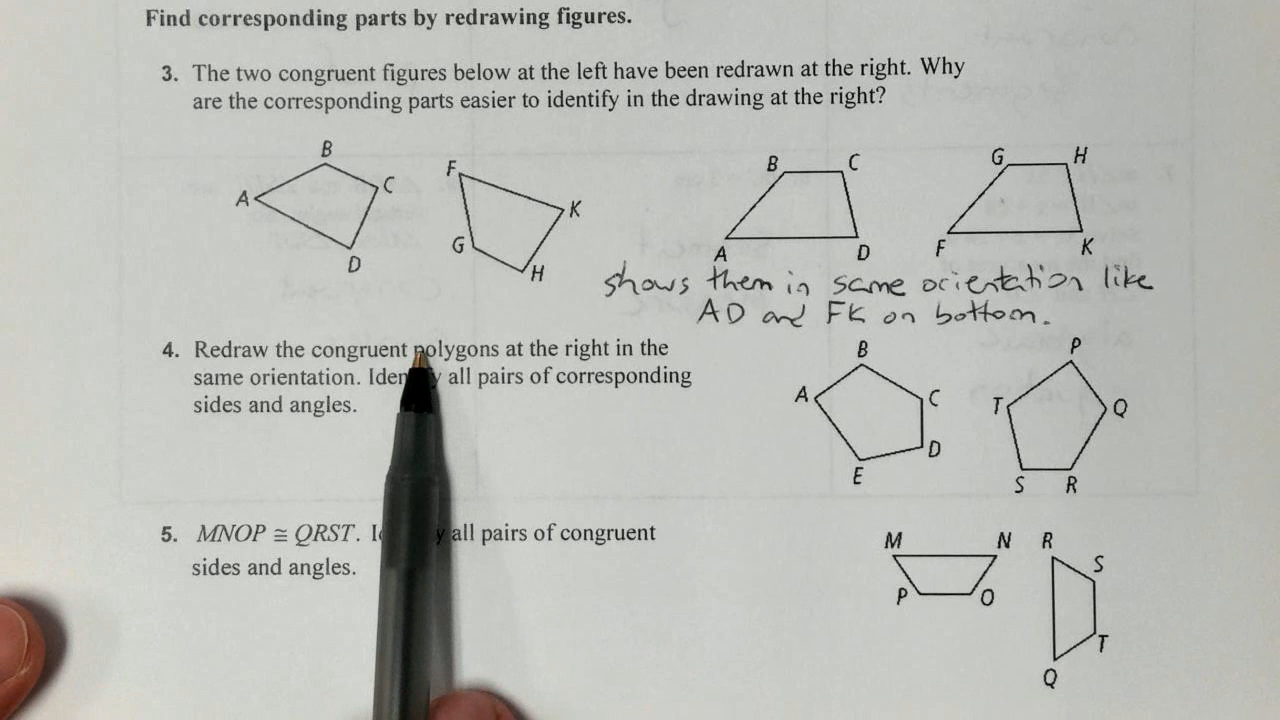 Find corresponding parts by redrawing figures.
3. The two congruent figures below at the left have been redrawn at the right. Why
are the corresponding parts easier to identify in the drawing at the right?
B
A
C
D
F
K
G
H
B
C
A
D
G
H
F
K
shows them in same orientation like
AD and FK on bottom.
4. Redraw the congruent polygons at the right in the
same orientation. all pairs of corresponding
sides and angles.
B
A
C
D
E
P
T
Q
S
R
5. MNOP ≅ QRST. all pairs of congruent
sides and angles.
M
N
P
O
R
S
T
Q